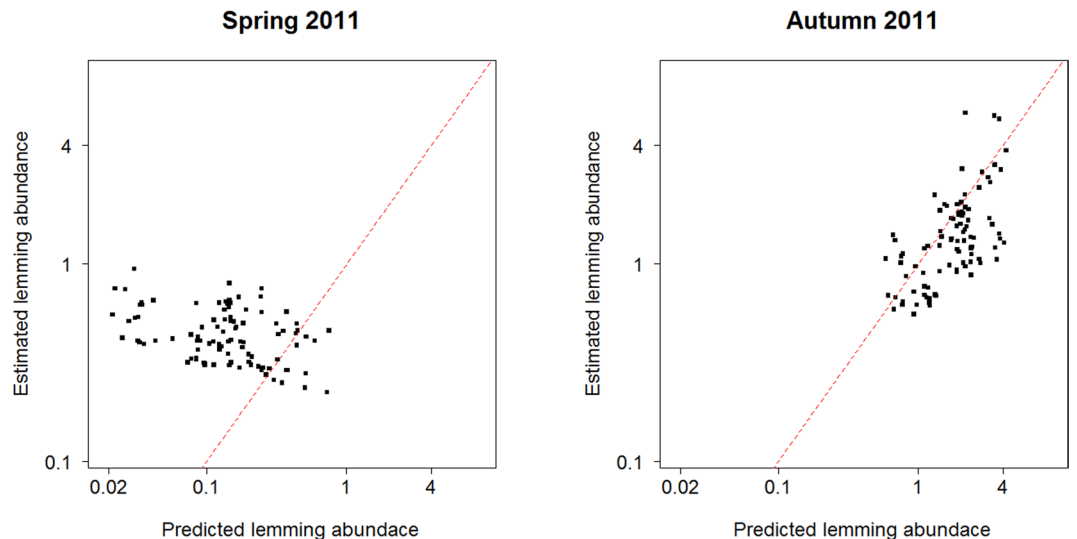 Spring 2011
Estimated lemming abundance
4
1
0.1
0.02 0.1 1 4
Predicted lemming abundace
Autumn 2011
Estimated lemming abundance
4
1
0.1
0.02 0.1 1 4
Predicted lemming abundace